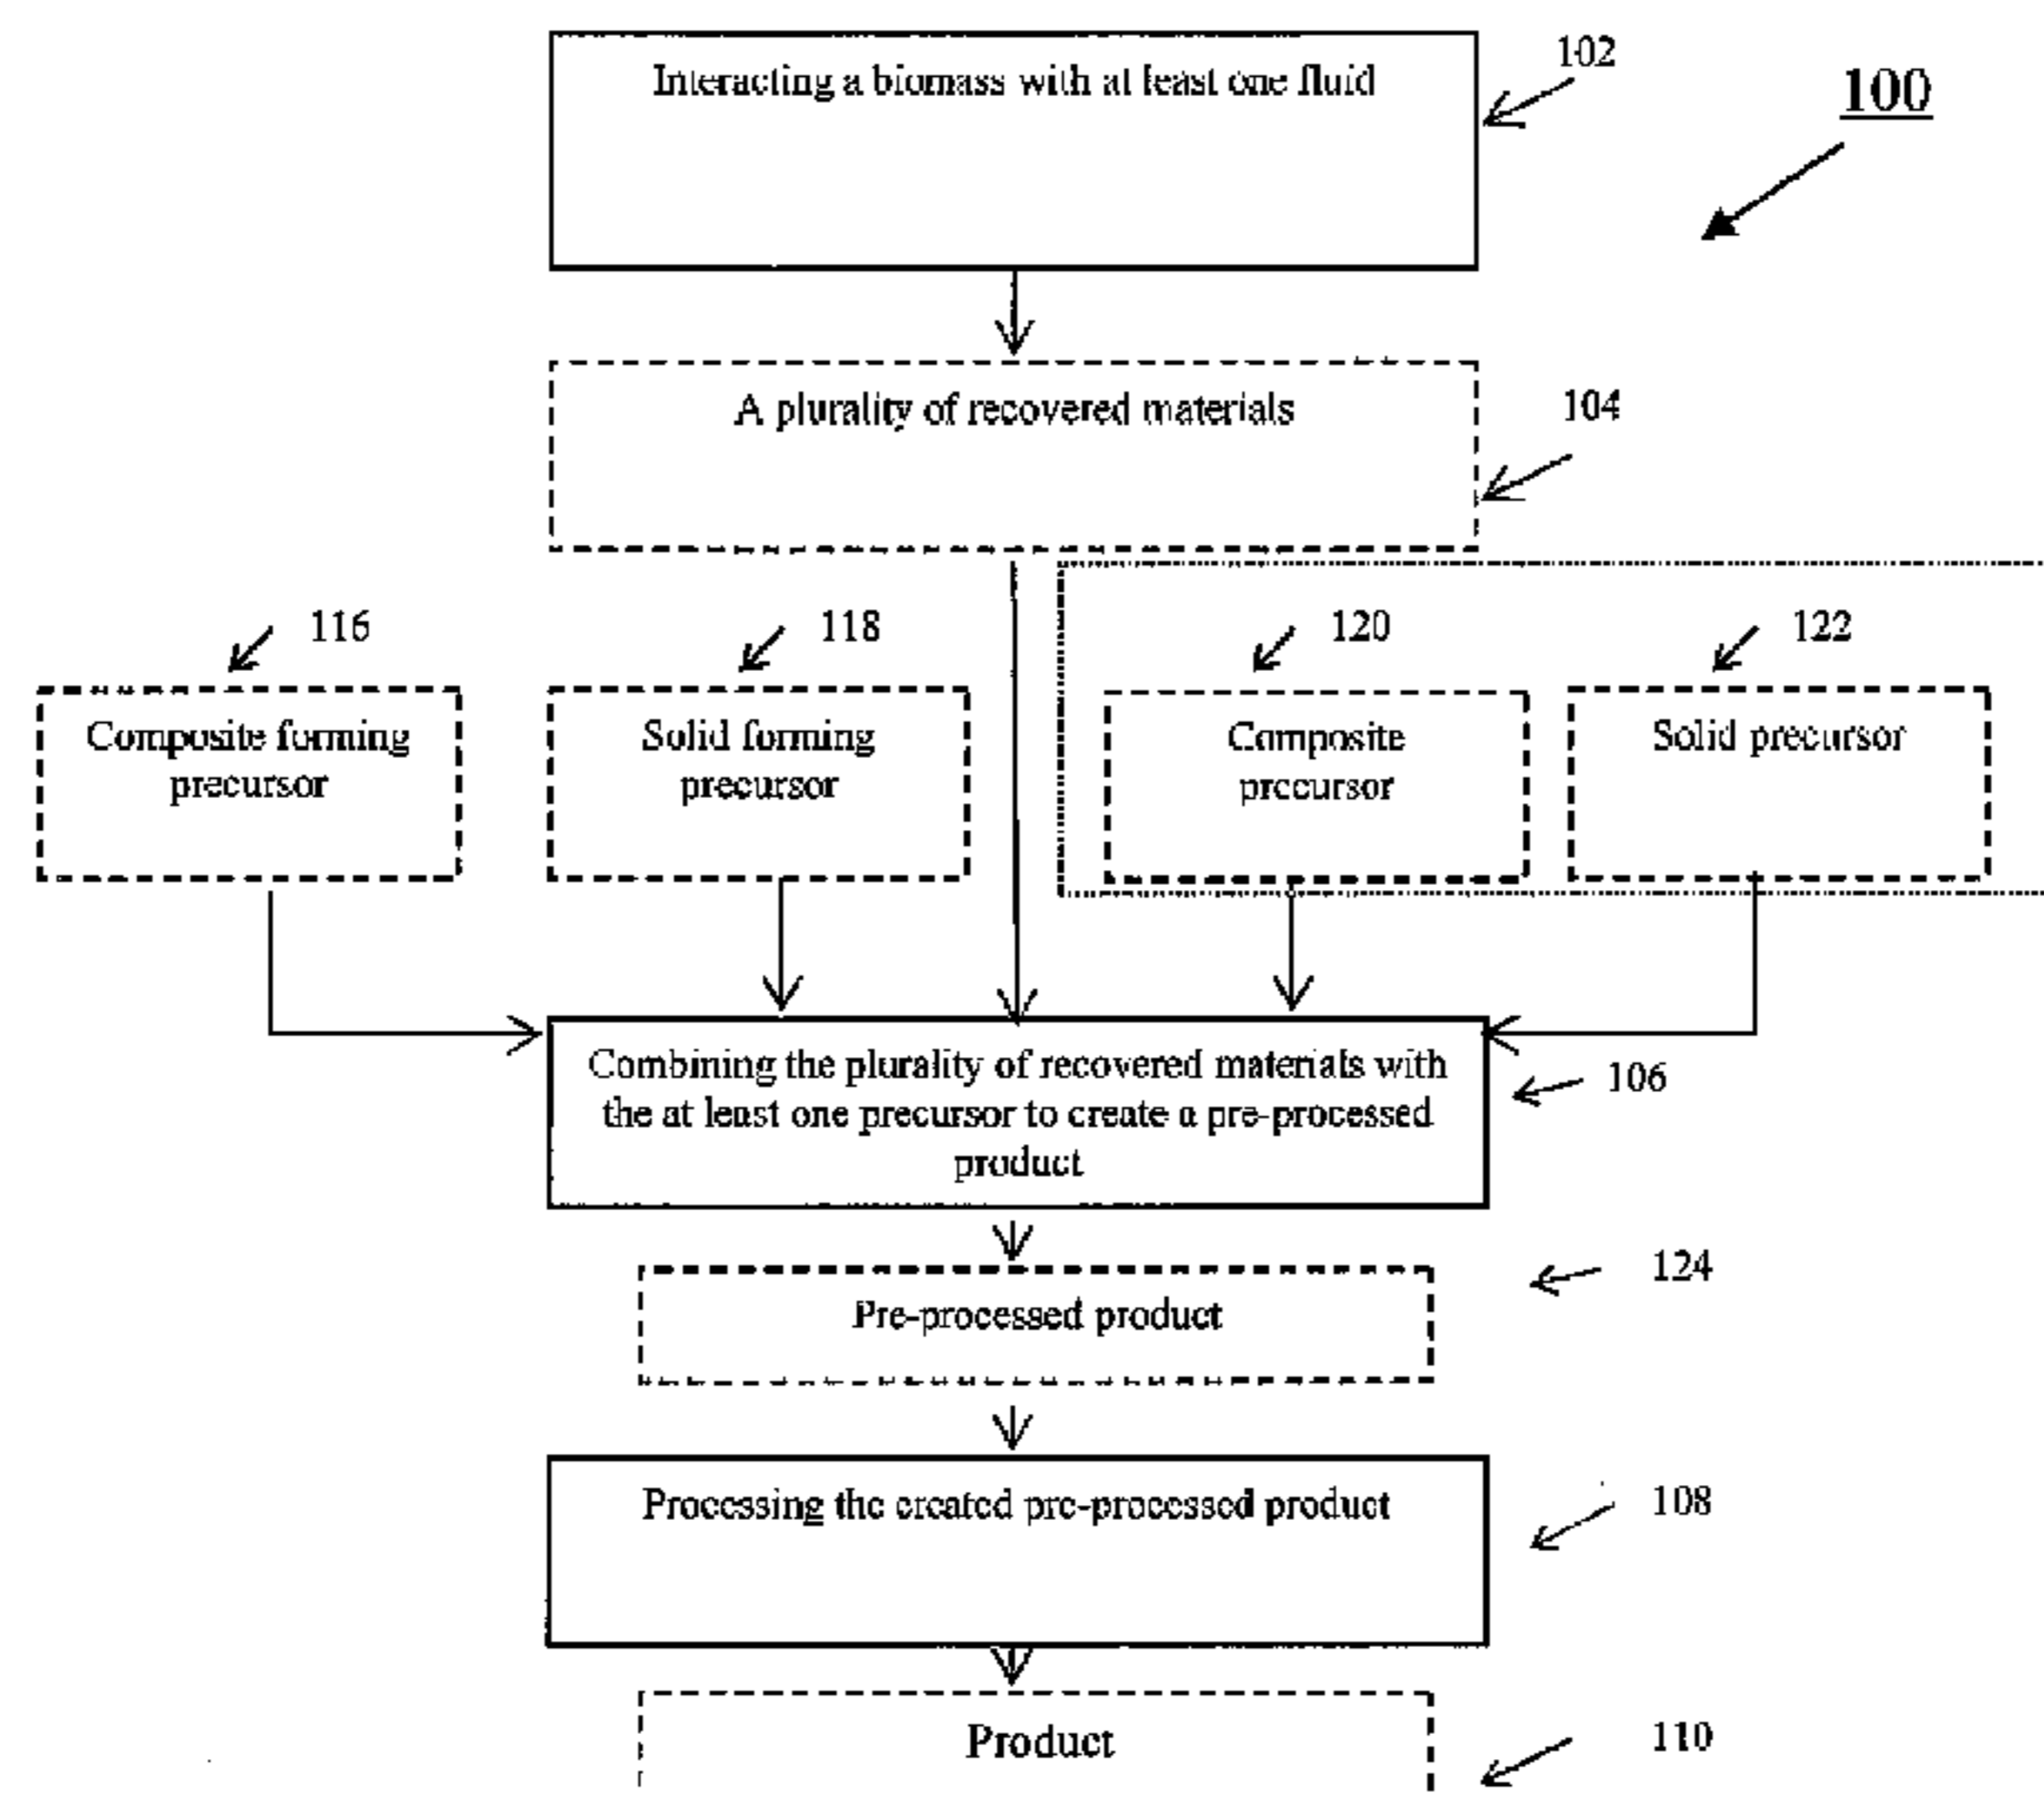 Interacting a biomass with at least one fluid
102
100
A plurality of recovered materials
104
116
118
120
122
Composite forming
precursor
Solid forming
precursor
Composite
precursor
Solid precursor
Combining the plurality of recovered materials with
the at least one precursor to create a pre-processed
product
106
124
Pre-processed product
Processing the created pre-processed product
108
Product
110